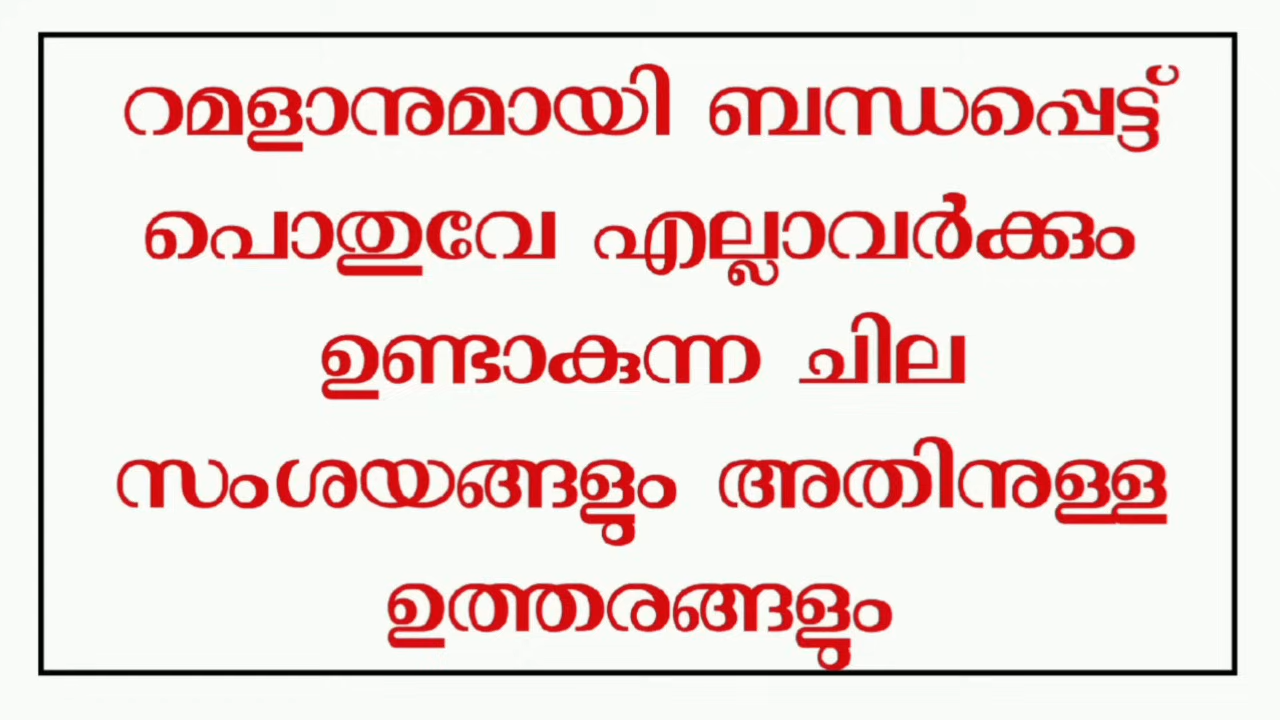 റമളാനുമായി ബന്ധപ്പെട്ട്
പൊതുവേ എല്ലാവർക്കും
ഉണ്ടാകുന്ന ചില
സംശയങ്ങളും അതിനുള്ള
ഉത്തരങ്ങളും